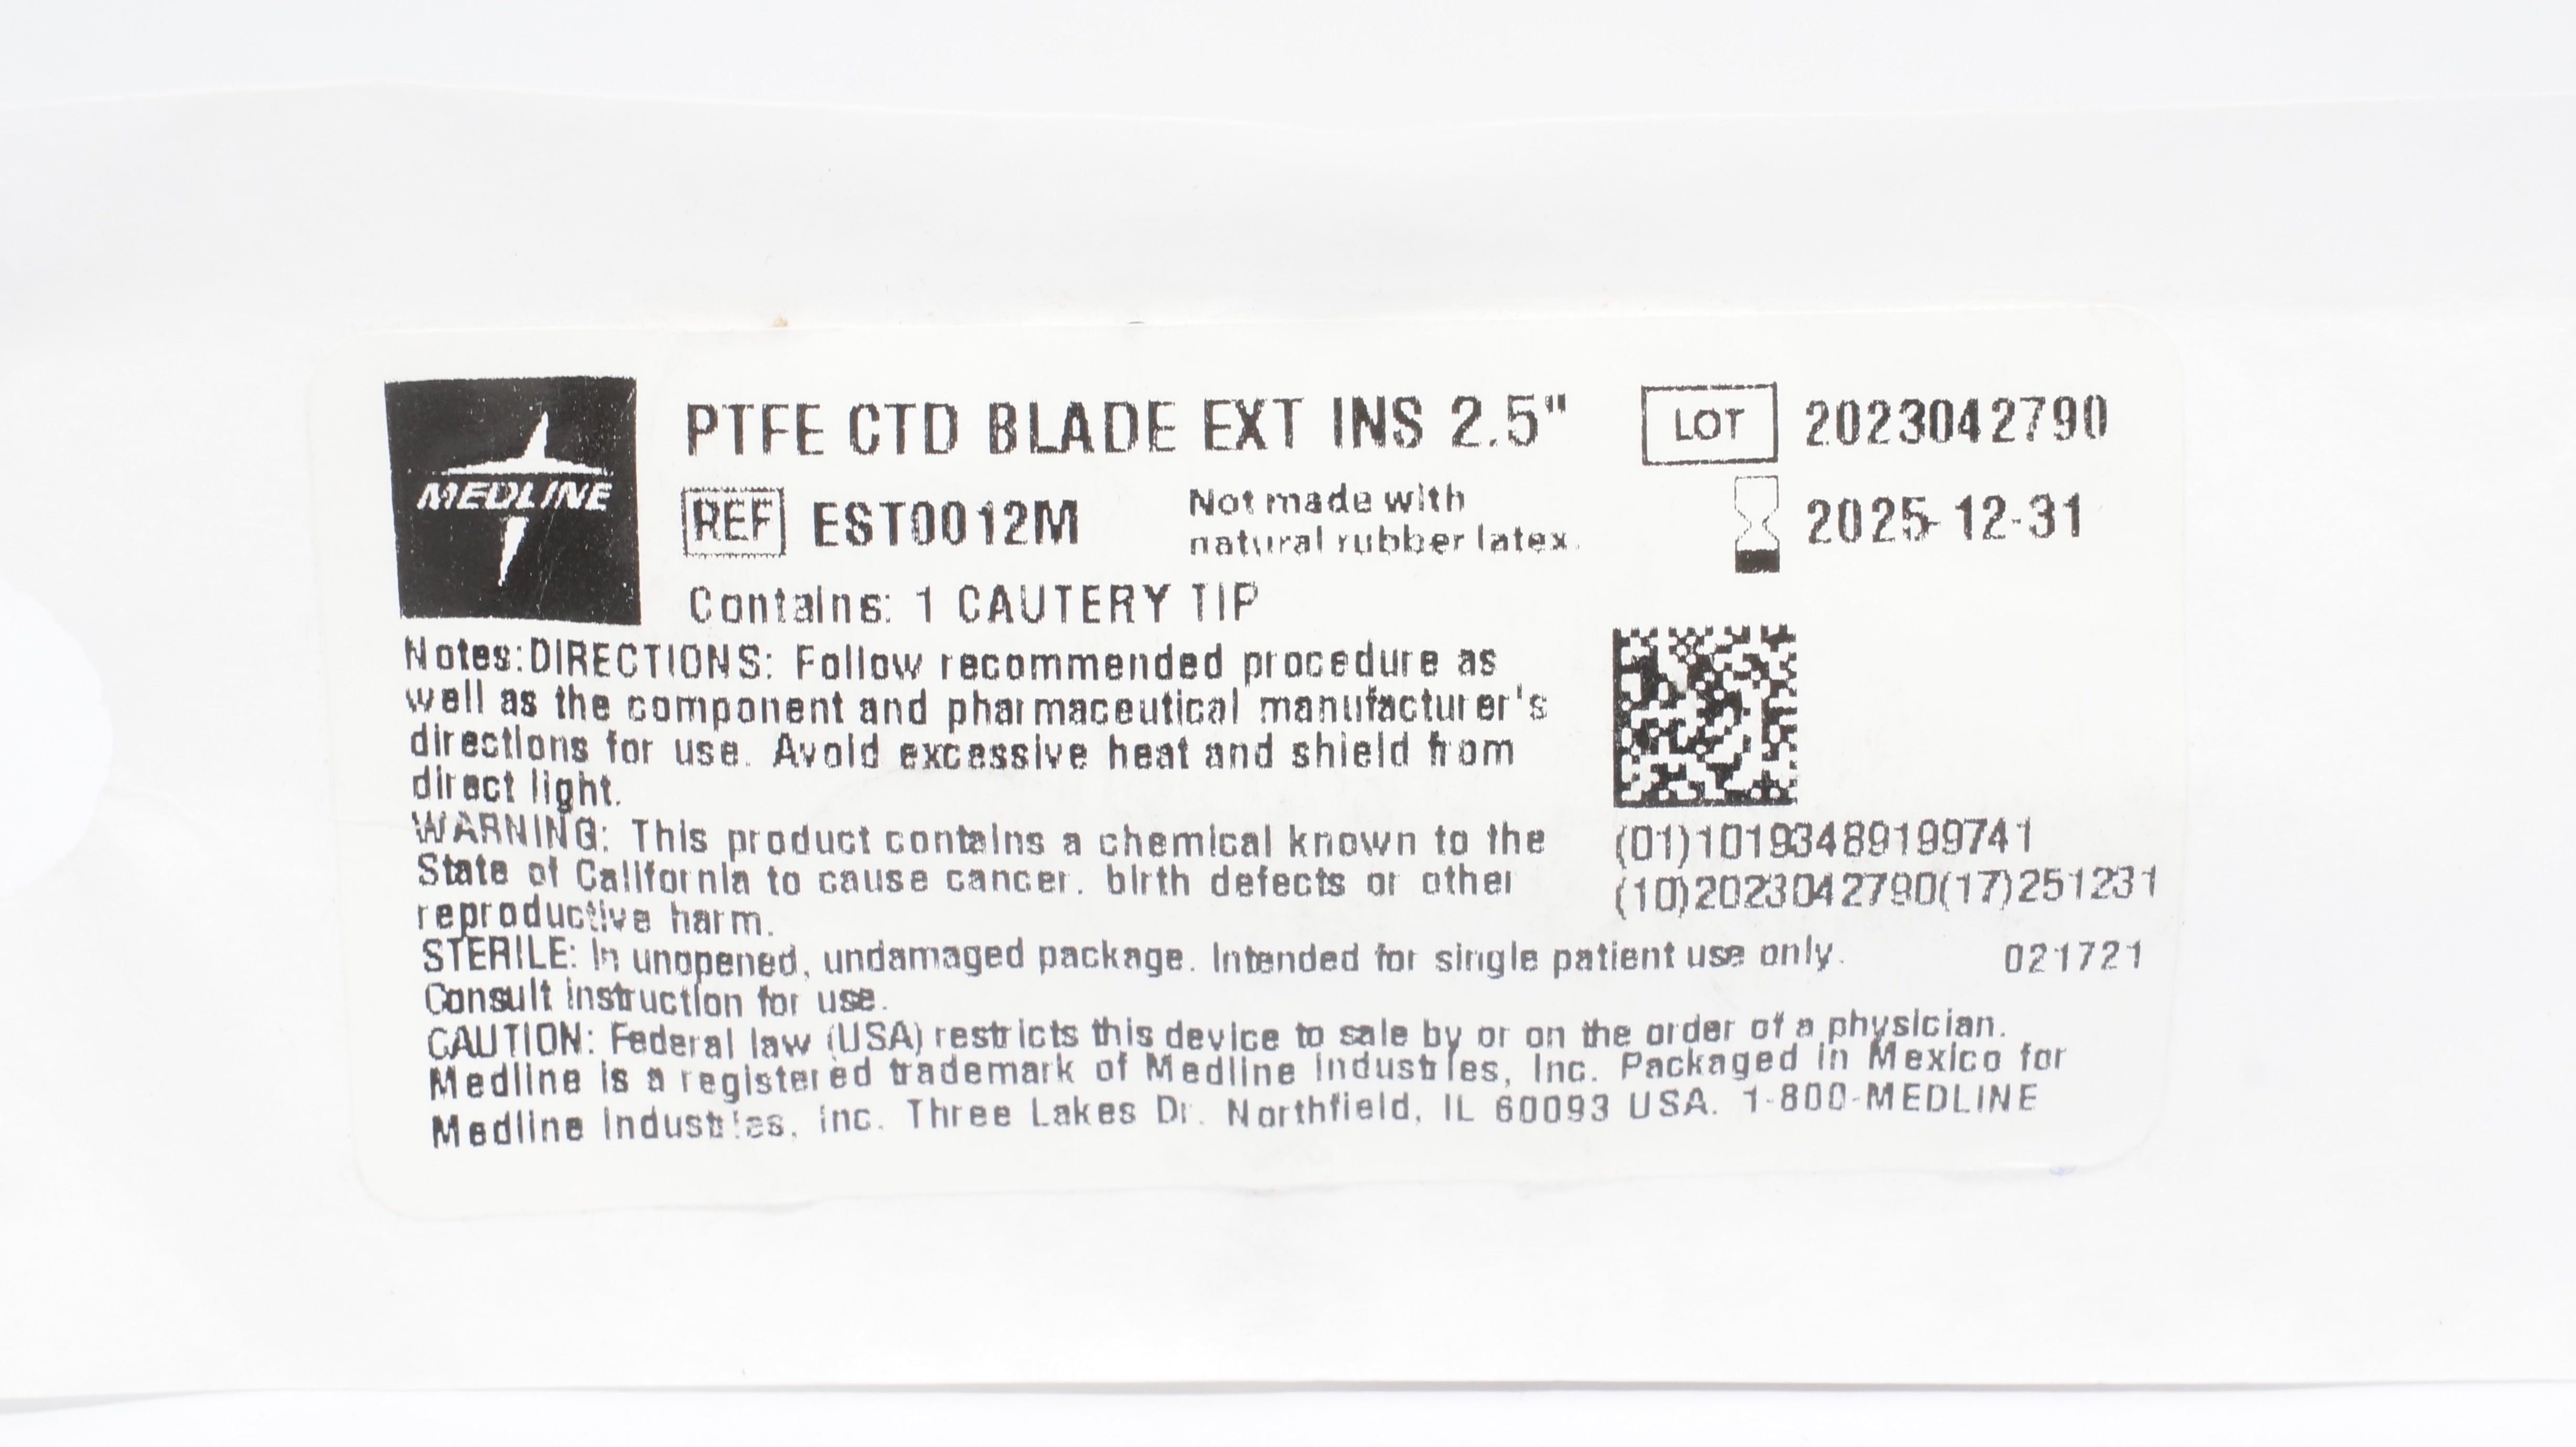 MEDLINE
PTFE CTD BLADE EXT INS 2.5"
LOT 2023042790
REF EST0012M
Not made with
natural rubber latex.
2025-12-31
Contains: 1 CAUTERY TIP
Notes:DIRECTIONS: Follow recommended procedure as
well as the component and pharmaceutical manufacturer's
directions for use. Avoid excessive heat and shield from
direct light.
WARNING: This product contains a chemical known to the
State of California to cause cancer. birth defects or other
reproductive harm.
(01)10193489199741
(10)2023042790(17)251231
STERILE: In unopened, undamaged package. Intended for single patient use only.
021721
Consult instruction for use.
CAUTION: Federal law (USA) restricts this device to sale by or on the order of a physician.
Medline is a registered trademark of Medline Industries, Inc. Packaged in Mexico for
Medline Industries, Inc. Three Lakes Dr. Northfield, IL 60093 USA. 1-800-MEDLINE